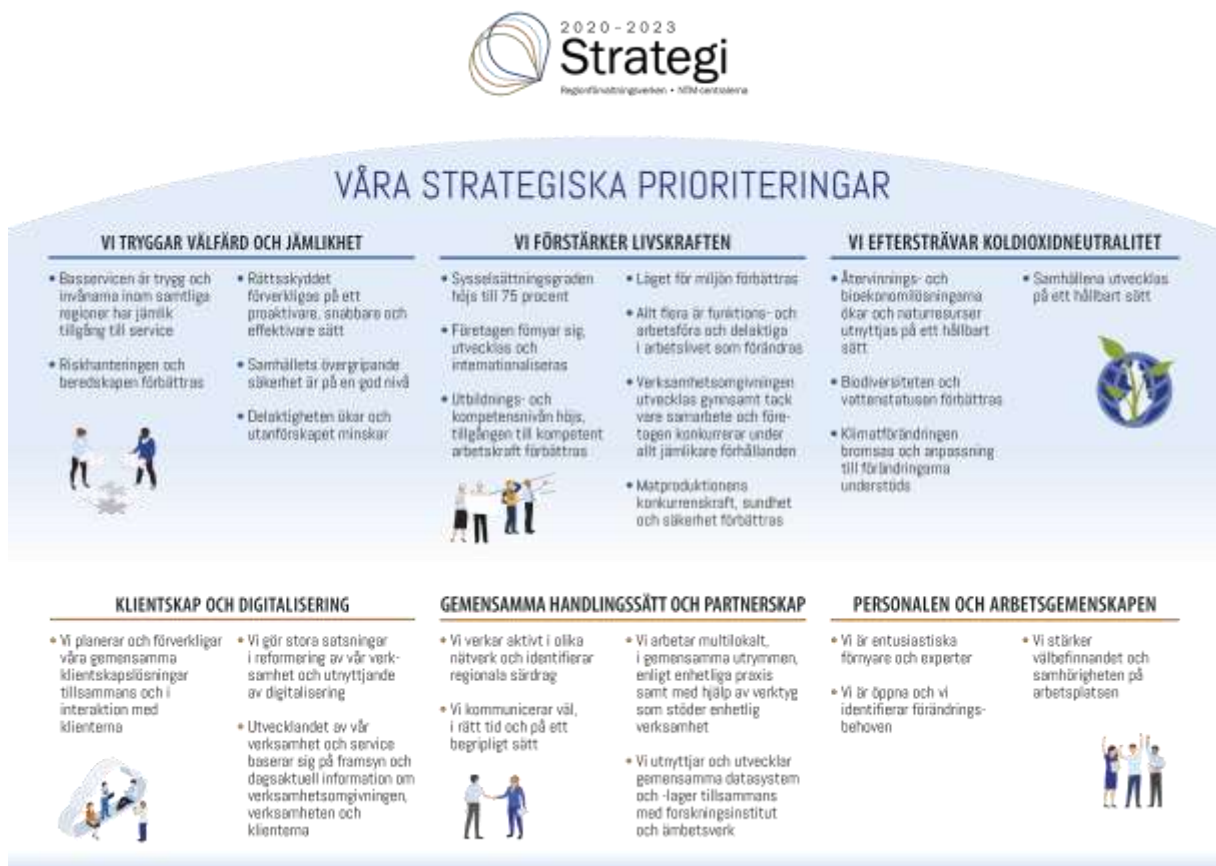 2020-2023
Strategi
Regionförvaltningsverken • NTM-centralerna
VÅRA STRATEGISKA PRIORITERINGAR
VI TRYGGAR VÄLFÄRD OCH JÄMLIKHET
• Basservicen är trygg och
invånarna inom samtliga
regioner har jämlik
tillgång till service
• Riskhanteringen och
beredskapen förbättras
• Rättsskyddet
förverkligas på ett
proaktivare, snabbare och
effektivare sätt
• Samhällets övergripande
säkerhet är på en god nivå
• Delaktigheten ökar och
utanförskapet minskar
VI FÖRSTÄRKER LIVSKRAFTEN
• Sysselsättningsgraden
höjs till 75 procent
• Företagen förnyar sig,
utvecklas och
internationaliseras
• Utbildnings- och
kompetensnivån höjs,
tillgången till kompetent
arbetskraft förbättras
• Läget för miljön förbättras
• Allt flera är funktions- och
arbetsföra och delaktiga
i arbetslivet som förändras
• Verksamhetsomgivningen
utvecklas gynnsamt tack
vare samarbete och före-
tagen konkurrerar under
allt jämlikare förhållanden
• Matproduktionens
konkurrenskraft, sundhet
och säkerhet förbättras
VI EFTERSTRÄVAR KOLDIOXIDNEUTRALITET
• Återvinnings- och
bioekonomilösningarna
ökar och naturresurser
utnyttjas på ett hållbart
sätt
• Biodiversiteten och
vattenstatusen förbättras
• Klimatförändringen
bromsas och anpassning
till förändringarna
understöds
• Samhällena utvecklas
på ett hållbart sätt
KLIENTSKAP OCH DIGITALISERING
• Vi planerar och förverkligar
våra gemensamma
klientskapslösningar
tillsammans och i
interaktion med
klienterna
• Vi gör stora satsningar
i reformering av vår verk-
samhet och utnyttjande
av digitalisering
• Utvecklandet av vår
verksamhet och service
baserar sig på framsyn och
dagsaktuell information om
verksamhetsomgivningen,
verksamheten och
klienterna
GEMENSAMMA HANDLINGSSÄTT OCH PARTNERSKAP
• Vi verkar aktivt i olika
nätverk och identifierar
regionala särdrag
• Vi kommunicerar väl,
i rätt tid och på ett
begripligt sätt
• Vi arbetar multilokalt,
i gemensamma utrymmen,
enligt enhetliga praxis
samt med hjälp av verktyg
som stöder enhetlig
verksamhet
• Vi utnyttjar och utvecklar
gemensamma datasystem
och -lager tillsammans
med forskningsinstitut
och ämbetsverk
PERSONALEN OCH ARBETSGEMENSKAPEN
• Vi är entusiastiska
förnyare och experter
• Vi är öppna och vi
identifierar förändrings-
behoven
• Vi stärker
välbefinnandet och
samhörigheten på
arbetsplatsen